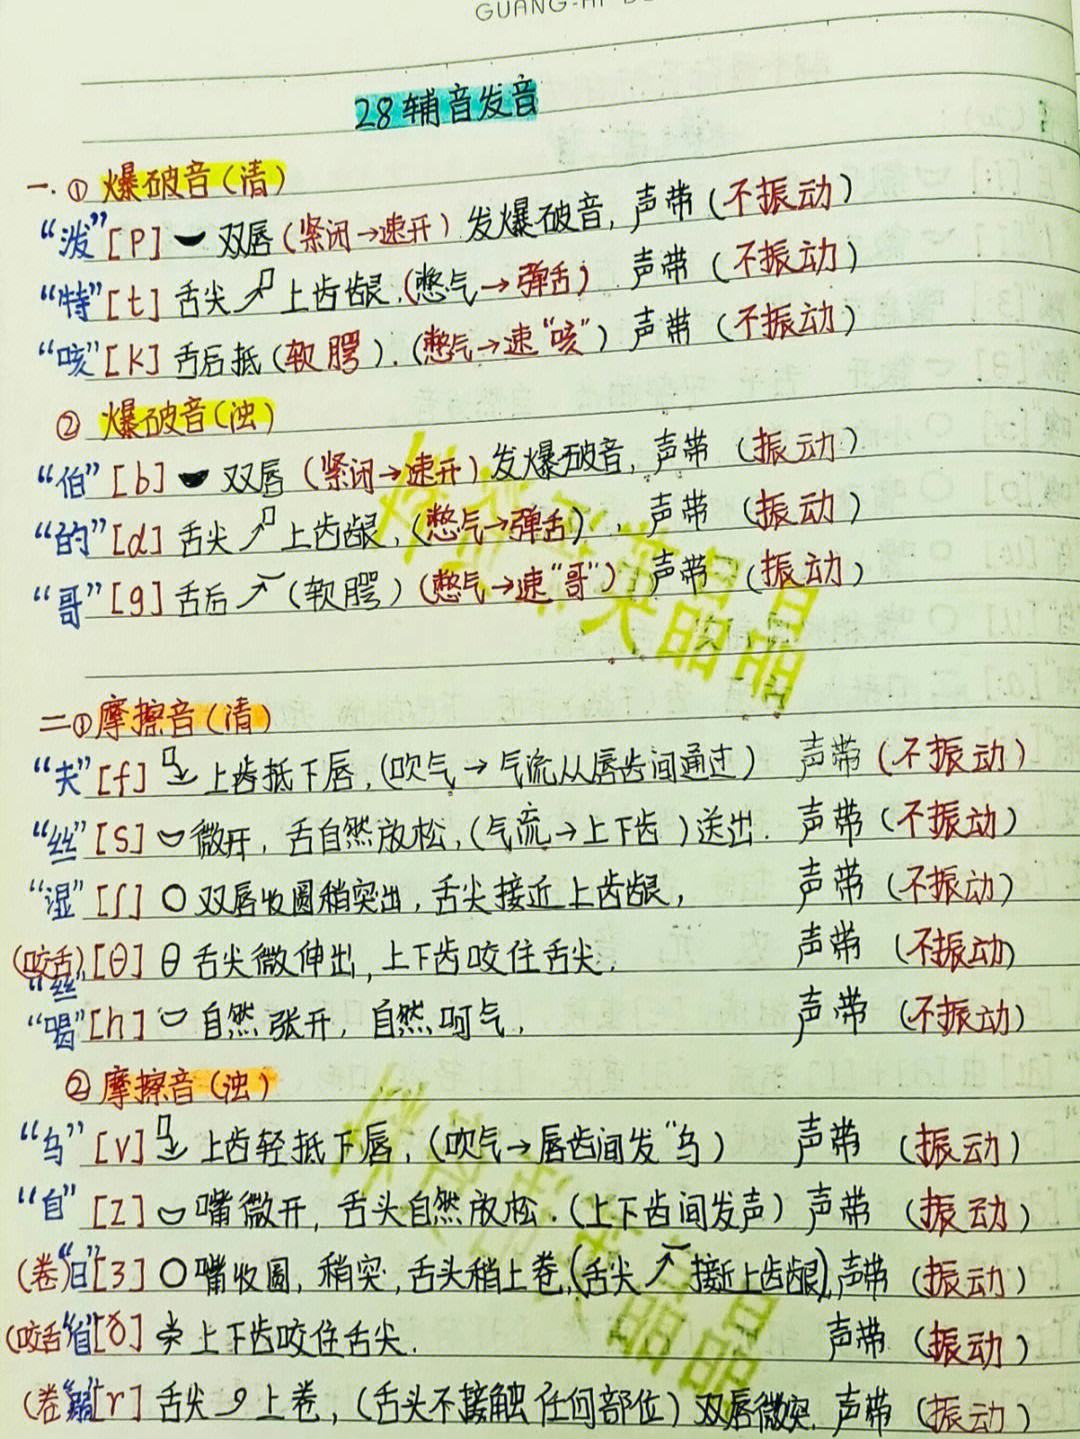 28辅音发音
一.① 爆破音(清)
“泼”[p] 双唇(紧闭→速开)发爆破音,声带(不振动)
“特”[t] 舌尖↗上齿龈.(憋气→弹舌) 声带(不振动)
“咳”[k] 舌后抵(软腭).(憋气→速“咳”) 声带(不振动)
② 爆破音(浊)
“伯”[b] 双唇(紧闭→速开)发爆破音,声带(振动)
“的”[d] 舌尖↗上齿龈,(憋气→弹舌),声带(振动)
“哥”[g] 舌后↗(软腭)(憋气→速“哥”) 声带(振动)
二① 摩擦音(清)
“夫”[f] 上齿抵下唇,(吹气→气流从唇齿间通过) 声带(不振动)
“丝”[s] 微开,舌自然放松,(气流→上下齿)送出. 声带(不振动)
“湿”[ʃ] 双唇收圆稍突出,舌尖接近上齿龈, 声带(不振动)
(咬舌)“丝”[θ] θ舌尖微伸出,上下齿咬住舌尖. 声带(不振动)
“喝”[h] 自然张开,自然呵气, 声带(不振动)
② 摩擦音(浊)
“乌”[v] 上齿轻抵下唇,(吹气→唇齿间发“乌) 声带(振动)
“自”[z] 嘴微开,舌头自然放松.(上下齿间发声) 声带(振动)
(卷)“日”[3] 嘴收圆,稍突,舌头稍上卷,(舌尖↗接近上齿龈),声带(振动)
(咬舌“自”[ð] 上下齿咬住舌尖. 声带(振动)
(卷 [r] 舌尖 上卷,(舌头不接触任何部位)双唇微突. 声带(振动)